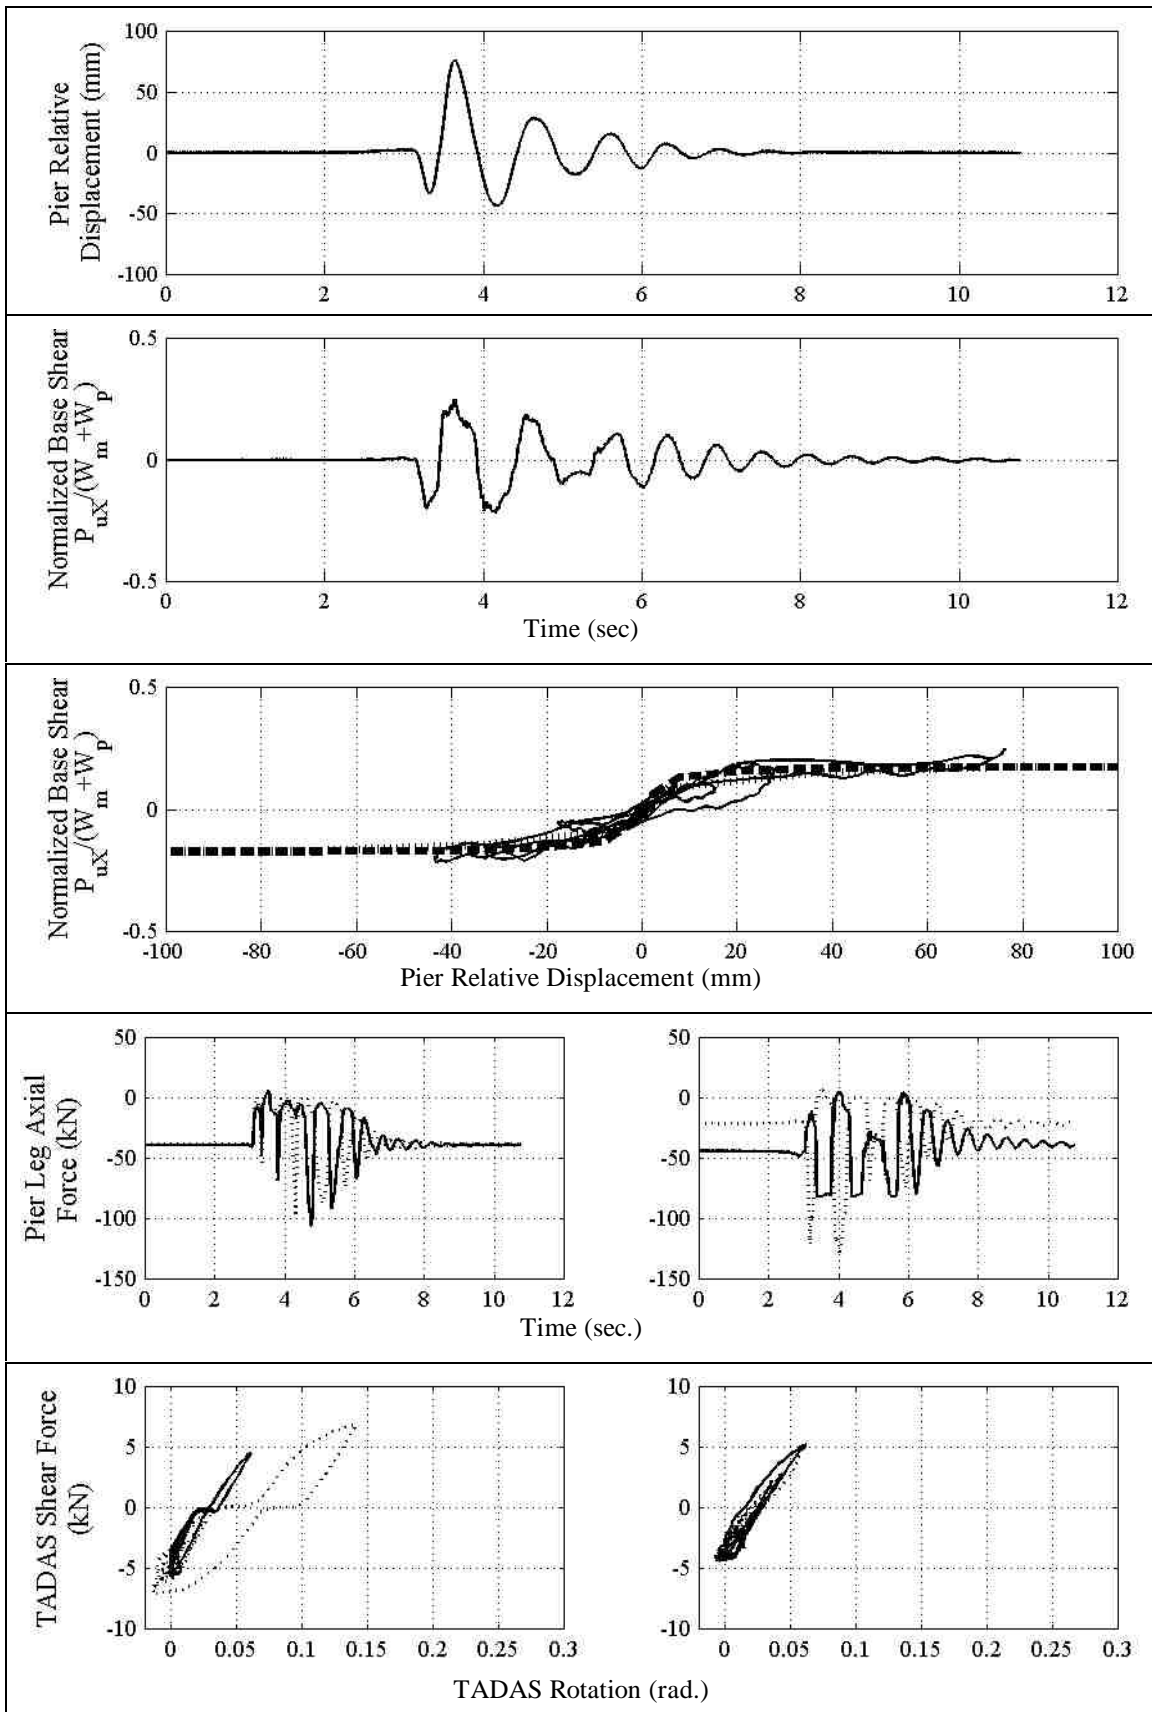 Pier Relative
Displacement (mm)
100
50
0
-50
-100
0 2 4 6 8 10 12
Normalized Base Shear
PuX/(Wm+Wp)
0.5
0
-0.5
0 2 4 6 8 10 12
Time (sec)
Normalized Base Shear
PuX/(Wm+Wp)
0.5
0
-0.5
-100 -80 -60 -40 -20 0 20 40 60 80 100
Pier Relative Displacement (mm)
Pier Leg Axial
Force (kN)
50
0
-50
-100
-150
0 2 4 6 8 10 12
50
0
-50
-100
-150
0 2 4 6 8 10 12
Time (sec.)
TADAS Shear Force
(kN)
10
5
0
-5
-10
0 0.05 0.1 0.15 0.2 0.25 0.3
10
5
0
-5
-10
0 0.05 0.1 0.15 0.2 0.25 0.3
TADAS Rotation (rad.)